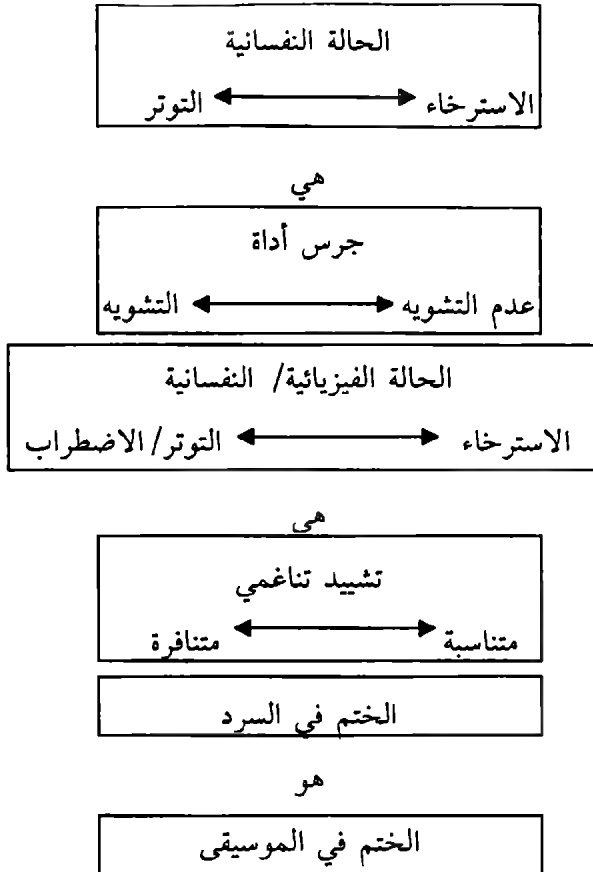 الحالة النفسانية
الاسترخاء التوتر
هي
جرس أداة
عدم التشويه التشويه
الحالة الفيزيائية/ النفسانية
الاسترخاء التوتر/الاضطراب
هي
تشييد تناغمي
متناسبة متنافرة
الختم في السرد
هو
الختم في الموسيقى